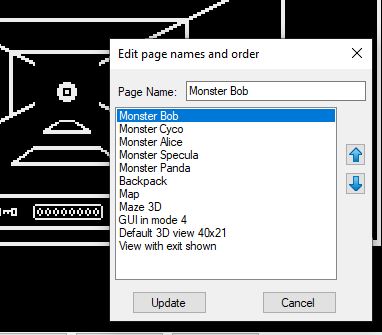 Edit page names and order
Page Name: Monster Bob
Monster Bob
Monster Cyco
Monster Alice
Monster Specula
Monster Panda
Backpack
Map
Maze 3D
GUI in mode 4
Default 3D view 40x21
View with exit shown
Update Cancel